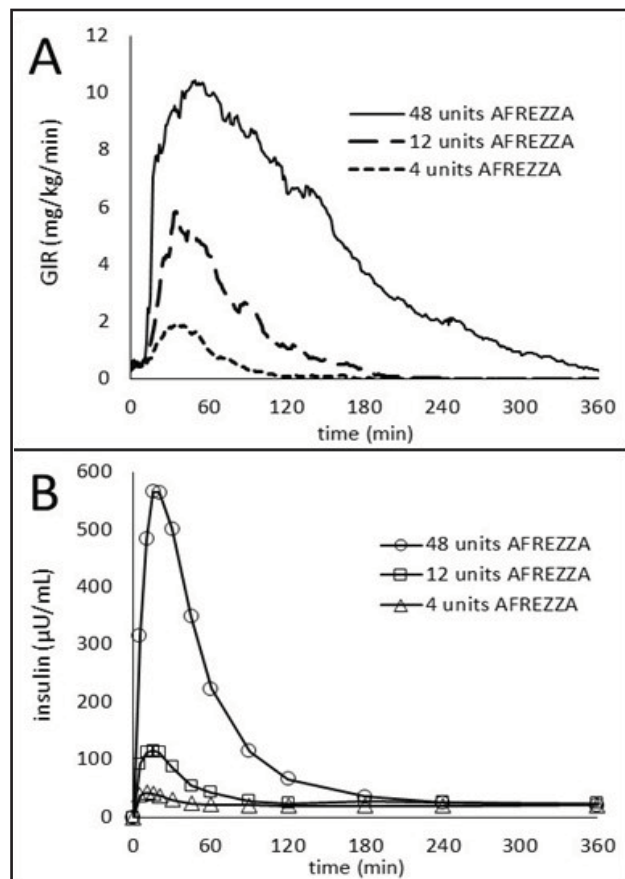 A
12
10
8
6
4
2
0
GIR (mg/kg/min)
48 units AFREZZA
12 units AFREZZA
4 units AFREZZA
0 60 120 180 240 300 360
time (min)
B
600
500
400
300
200
100
0
insulin (µU/mL)
48 units AFREZZA
12 units AFREZZA
4 units AFREZZA
0 60 120 180 240 300 360
time (min)